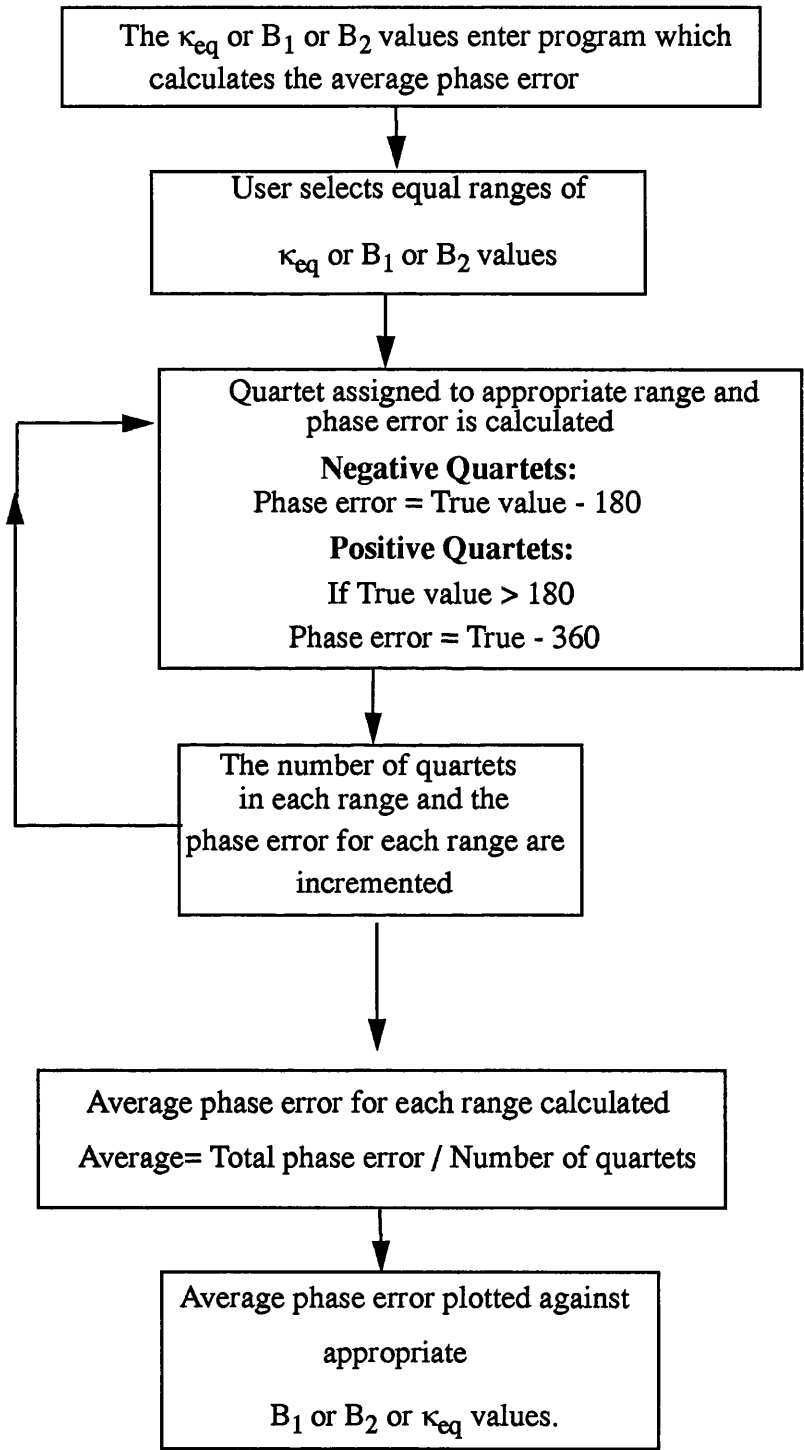 The κeq or B1 or B2 values enter program which
calculates the average phase error
User selects equal ranges of
κeq or B1 or B2 values
Quartet assigned to appropriate range and
phase error is calculated
Negative Quartets:
Phase error = True value - 180
Positive Quartets:
If True value > 180
Phase error = True - 360
The number of quartets
in each range and the
phase error for each range are
incremented
Average phase error for each range calculated
Average= Total phase error / Number of quartets
Average phase error plotted against
appropriate
B1 or B2 or κeq values.